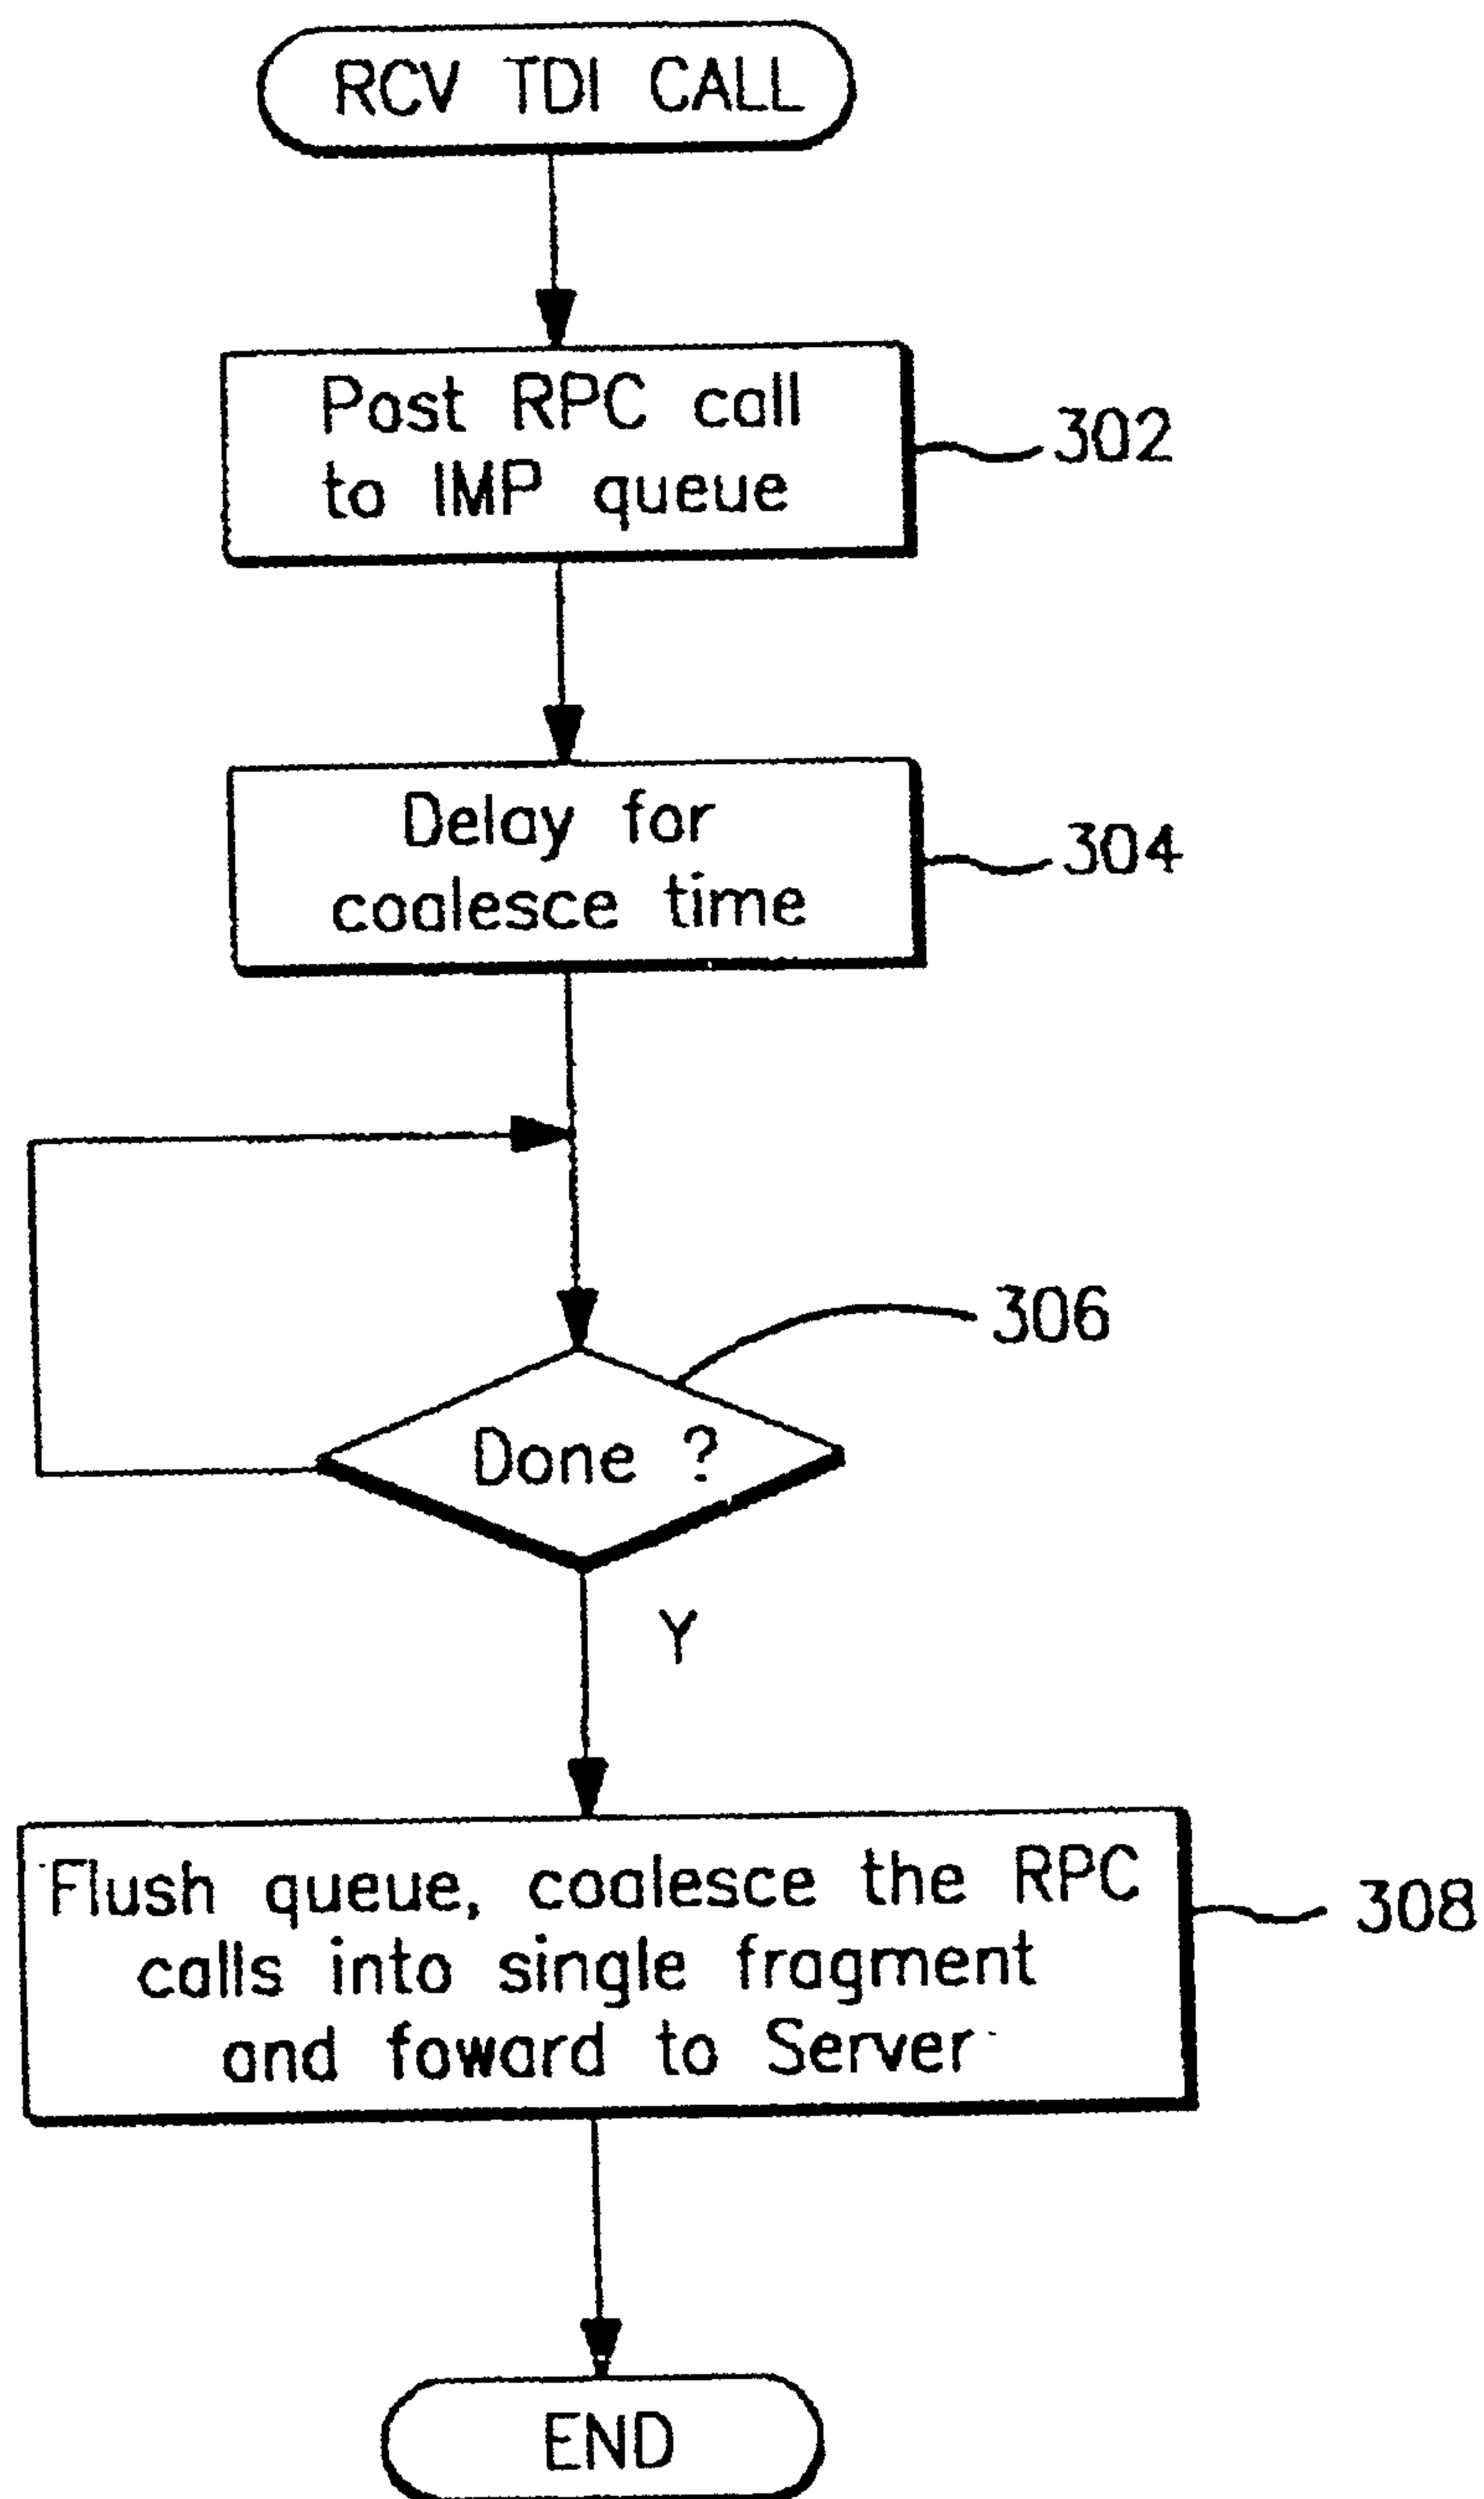 RCV TDI CALL
Post RPC call
to IMP queue
302
Delay for
coalesce time
304
306
Done ?
Y
Flush queue, coalesce the RPC
calls into single fragment
and foward to Server
308
END